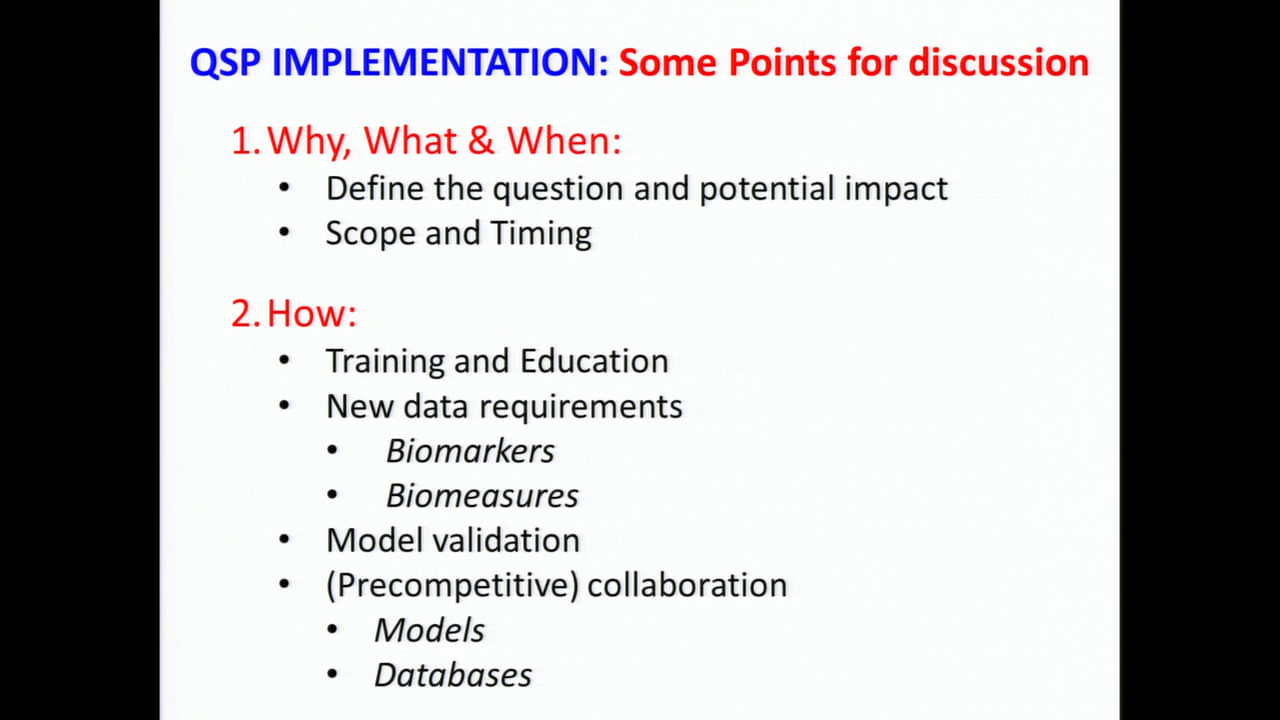 QSP IMPLEMENTATION: Some Points for discussion
1. Why, What & When:
• Define the question and potential impact
• Scope and Timing
2. How:
• Training and Education
• New data requirements
• Biomarkers
• Biomeasures
• Model validation
• (Precompetitive) collaboration
• Models
• Databases